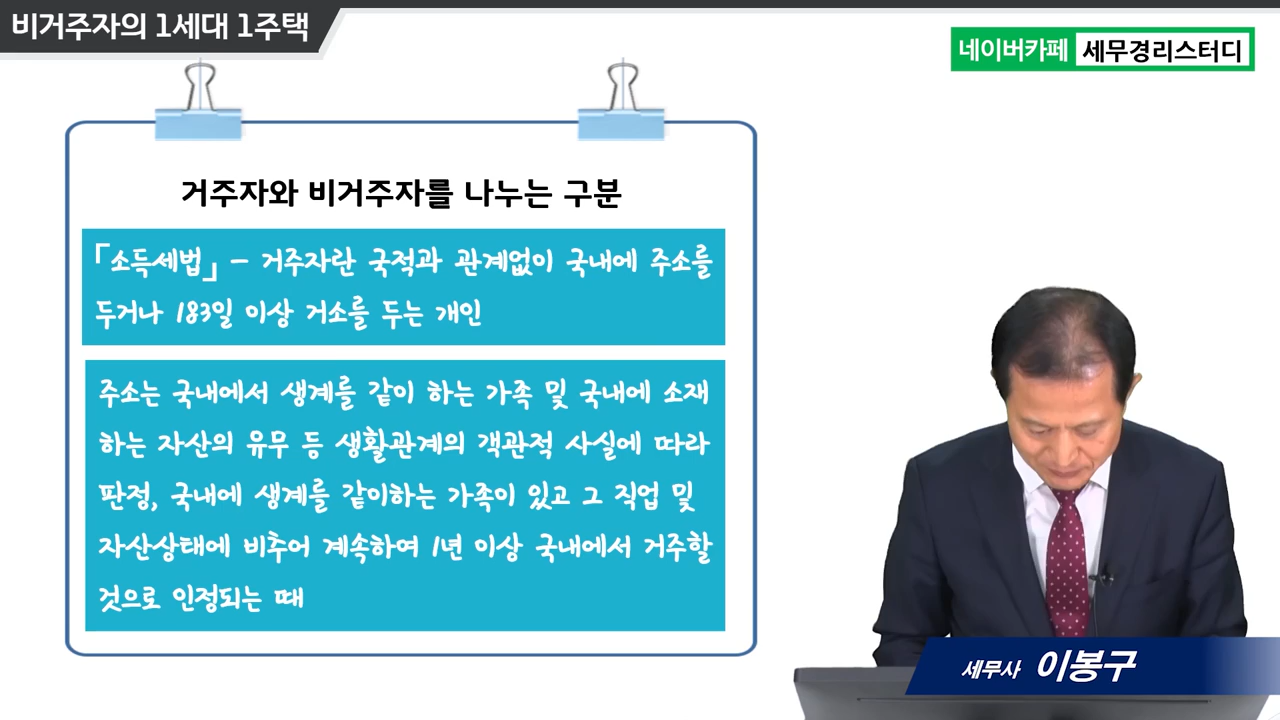 비거주자의 1세대 1주택
네이버카페 세무경리스터디
거주자와 비거주자를 나누는 구분
「소득세법」 - 거주자란 국적과 관계없이 국내에 주소를
두거나 183일 이상 거소를 두는 개인
주소는 국내에서 생계를 같이 하는 가족 및 국내에 소재
하는 자산의 유무 등 생활관계의 객관적 사실에 따라
판정, 국내에 생계를 같이하는 가족이 있고 그 직업 및
자산상태에 비추어 계속하여 1년 이상 국내에서 거주할
것으로 인정되는 때
세무사 이봉구